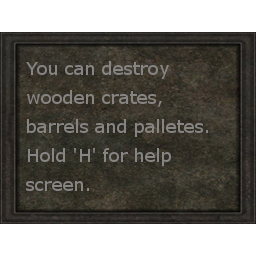 You can destroy
wooden crates,
barrels and palletes.
Hold 'H' for help
screen.